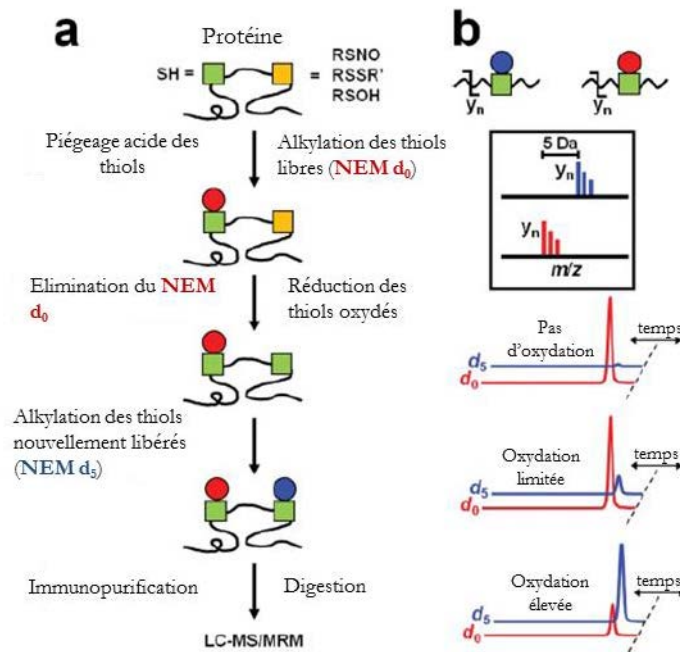 a
Protéine
SH =
=
RSNO
RSSR'
RSOH
Piégeage acide des
thiols
Alkylation des thiols
libres (NEM d0)
Elimination du NEM
d0
Réduction des
thiols oxydés
Alkylation des thiols
nouvellement libérés
(NEM d5)
Immunopurification
Digestion
LC-MS/MRM
b
yn
yn
5 Da
yn
yn
m/z
Pas
d'oxydation
temps
d5
d0
Oxydation
limitée
temps
d5
d0
Oxydation
élevée
temps
d5
d0